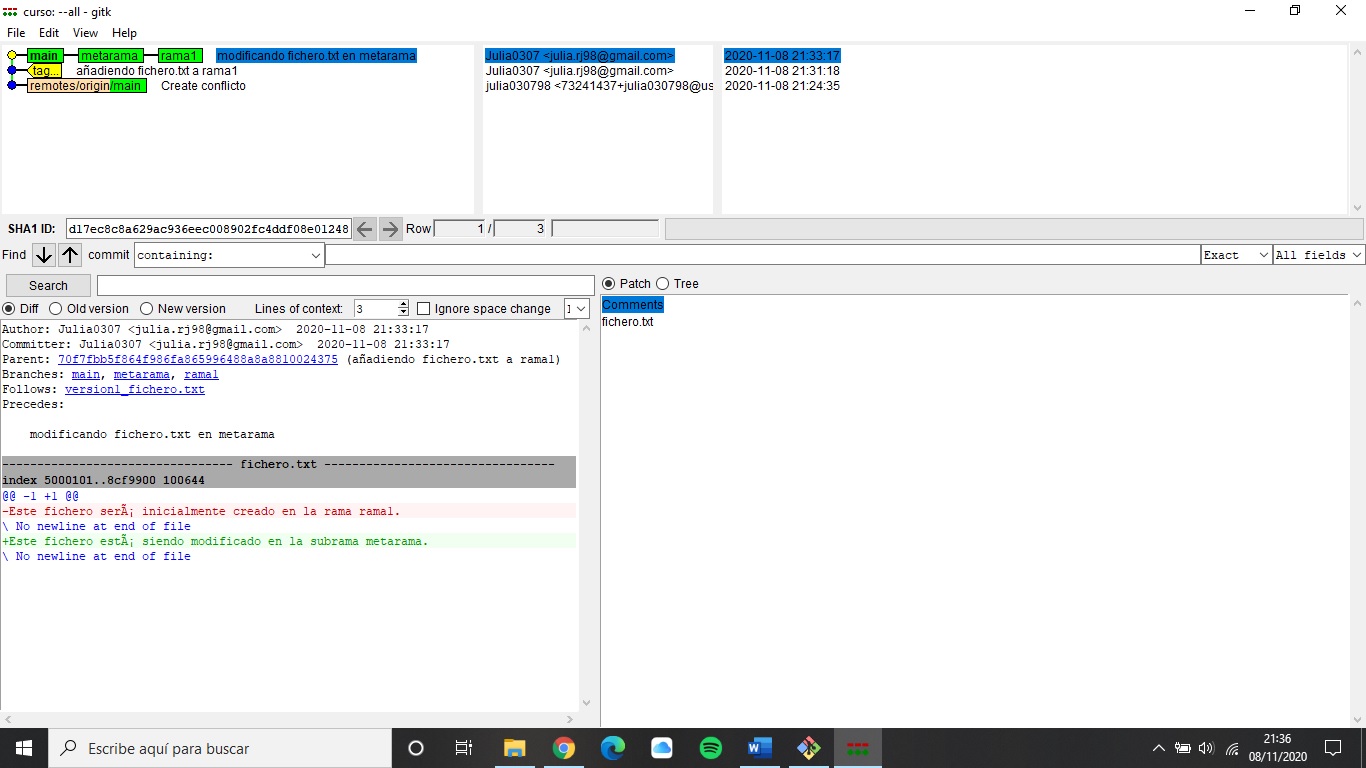 curso: --all - gitk
File Edit View Help
main metarama rama1 modificando fichero.txt en metarama Julia0307 <julia.rj98@gmail.com> 2020-11-08 21:33:17
tag... añadiendo fichero.txt a rama1 Julia0307 <julia.rj98@gmail.com> 2020-11-08 21:31:18
remotes/origin/main Create conflicto julia030798 <73241437+julia030798@us 2020-11-08 21:24:35
SHA1 ID: d17ec8c8a629ac936eec008902fc4ddf08e01248 Row 1 / 3
Find commit containing: Exact All fields
Search Patch Tree
Diff Old version New version Lines of context: 3 Ignore space change
Comments
fichero.txt
Author: Julia0307 <julia.rj98@gmail.com> 2020-11-08 21:33:17
Committer: Julia0307 <julia.rj98@gmail.com> 2020-11-08 21:33:17
Parent: 70f7fbb5f864f986fa865996488a8a8810024375 (añadiendo fichero.txt a rama1)
Branches: main, metarama, rama1
Follows: version1_fichero.txt
Precedes:
modificando fichero.txt en metarama
--------------------------------- fichero.txt ---------------------------------
index 5000101..8cf9900 100644
@@ -1 +1 @@
-Este fichero serÃ¡ inicialmente creado en la rama rama1.
\ No newline at end of file
+Este fichero estÃ¡ siendo modificado en la subrama metarama.
\ No newline at end of file
Escribe aquí para buscar
21:36
08/11/2020